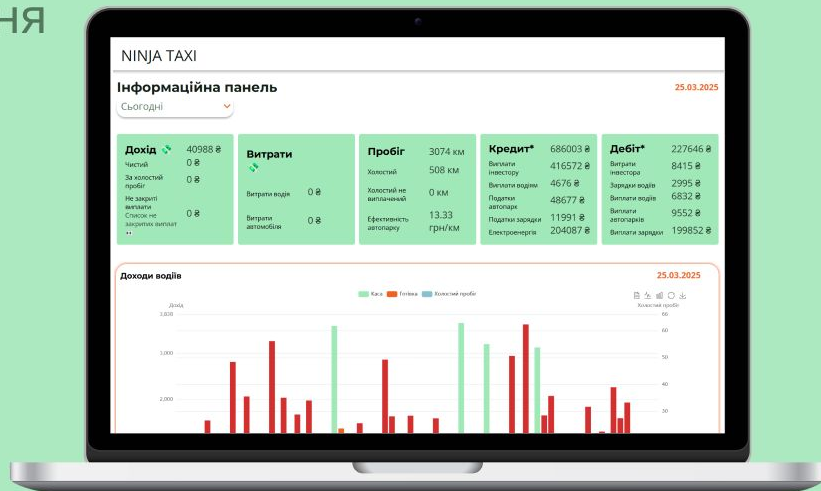 ня
NINJA TAXI
Інформаційна панель
25.03.2025
Сьогодні
Дохід 40988 ₴
Чистий 0 ₴
За холостий пробіг 0 ₴
Не закриті виплати
Список не закритих виплат 0 ₴
Витрати
Витрати водія 0 ₴
Витрати автомобіля 0 ₴
Пробіг 3074 км
Холостий 508 км
Холостий не виплачений 0 км
Ефективність автопарку 13.33 грн/км
Кредит* 686003 ₴
Виплати інвестору 416572 ₴
Виплати водіям 4676 ₴
Податки автопарк 48677 ₴
Податки зарядки 11991 ₴
Електроенергія 204087 ₴
Дебіт* 227646 ₴
Витрати інвестора 8415 ₴
Зарядки водіїв 2995 ₴
Виплати водіїв 6832 ₴
Виплати автопарків 9552 ₴
Виплати зарядки 199852 ₴
Доходи водіїв
25.03.2025
Каса Готівка Холостий пробіг
Дохід
Холостий пробіг
60
3,000
2,000
60
50
40
30